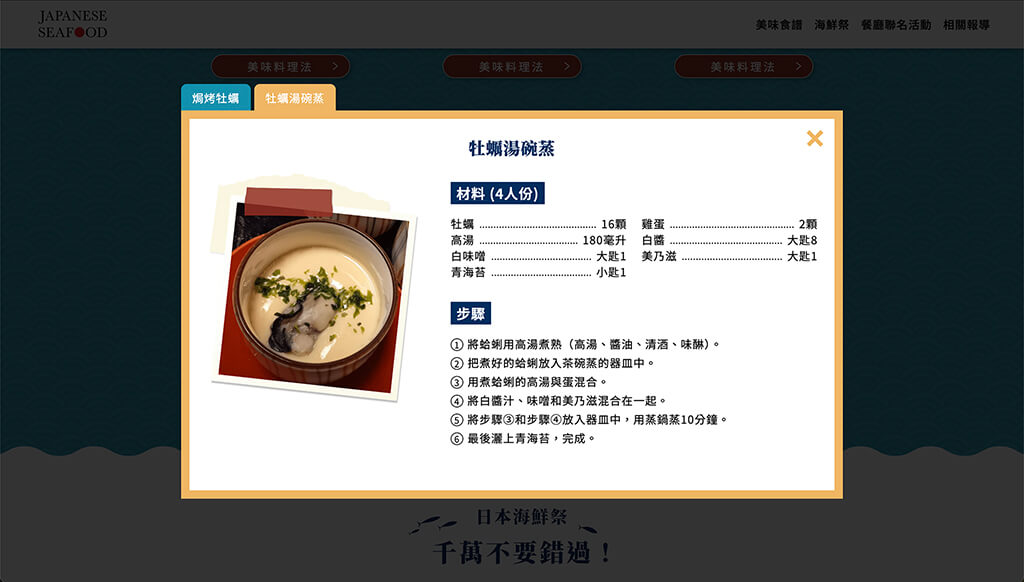 JAPANESE
SEAFOOD
美味食譜 海鮮祭 餐廳聯名活動 相關報導
美味料理法 美味料理法 美味料理法
焗烤牡蠣 牡蠣湯碗蒸
牡蠣湯碗蒸
材料 (4人份)
牡蠣 16顆 雞蛋 2顆
高湯 180毫升 白醬 大匙8
白味噌 大匙1 美乃滋 大匙1
青海苔 小匙1
步驟
① 將蛤蜊用高湯煮熟（高湯、醬油、清酒、味醂）。
② 把煮好的蛤蜊放入茶碗蒸的器皿中。
③ 用煮蛤蜊的高湯與蛋混合。
④ 將白醬汁、味噌和美乃滋混合在一起。
⑤ 將步驟③和步驟④放入器皿中，用蒸鍋蒸10分鐘。
⑥ 最後灑上青海苔，完成。
日本海鮮祭
千萬不要錯過！